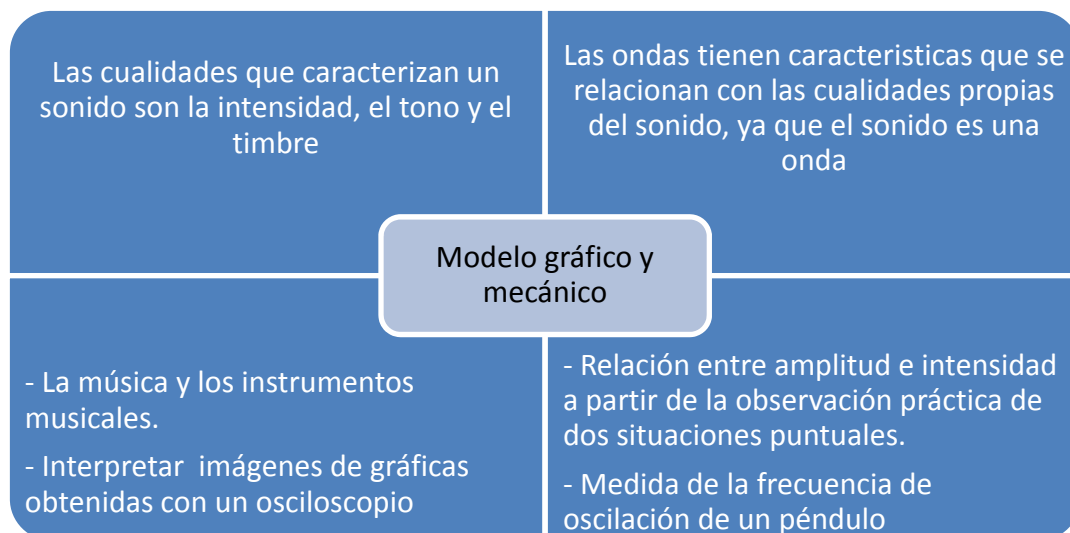 Las cualidades que caracterizan un
sonido son la intensidad, el tono y el
timbre
Las ondas tienen caracteristicas que se
relacionan con las cualidades propias
del sonido, ya que el sonido es una
onda
Modelo gráfico y
mecánico
- La música y los instrumentos
musicales.
- Interpretar imágenes de gráficas
obtenidas con un osciloscopio
- Relación entre amplitud e intensidad
a partir de la observación práctica de
dos situaciones puntuales.
- Medida de la frecuencia de
oscilación de un péndulo